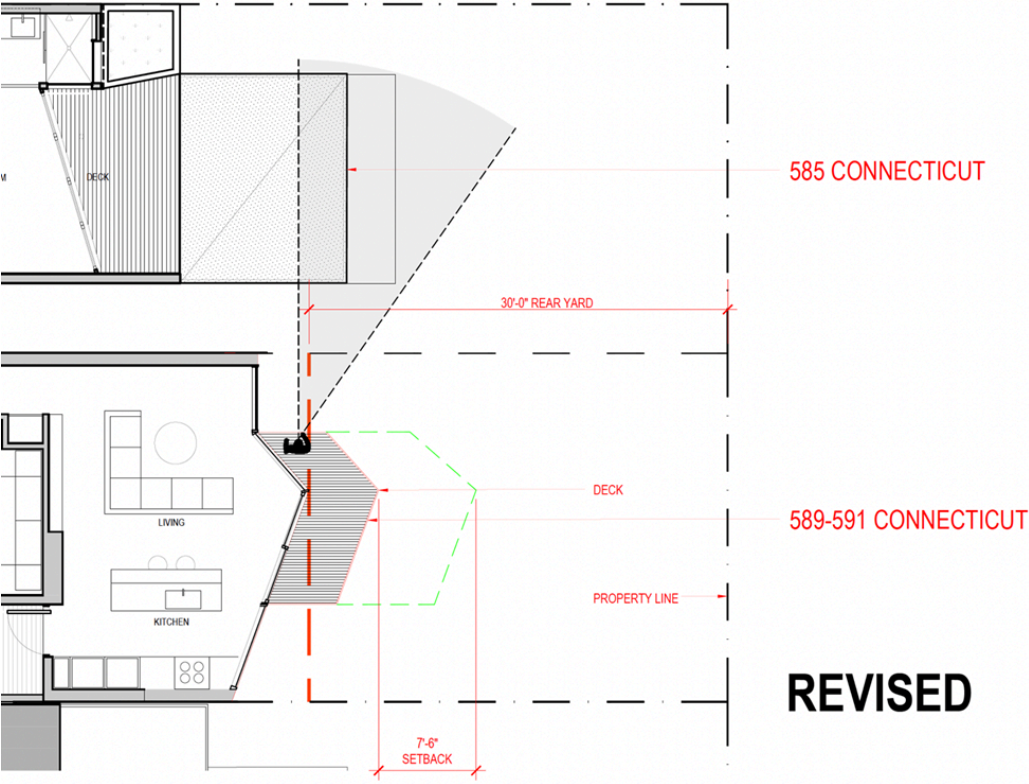 DECK
M
585 CONNECTICUT
30'-0" REAR YARD
LIVING
DECK
589-591 CONNECTICUT
PROPERTY LINE
KITCHEN
REVISED
7'-6"
SETBACK